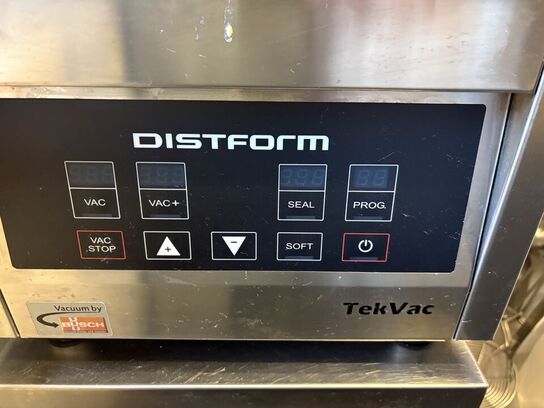 DISTFORM
VAC
VAC+
SEAL
PROG.
VAC
.STOP
+
−
SOFT
Vacuum by
BUSCH
TekVac